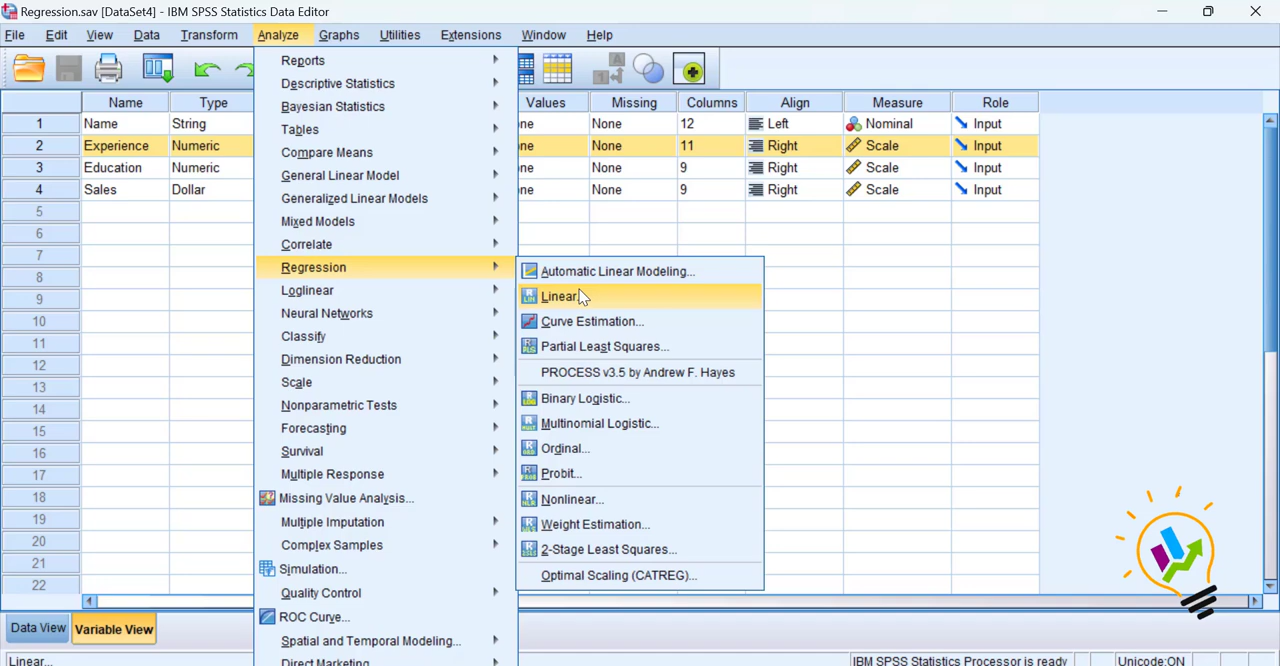 Regression.sav [DataSet4] - IBM SPSS Statistics Data Editor
File Edit View Data Transform Analyze Graphs Utilities Extensions Window Help
Name Type Values Missing Columns Align Measure Role
1 Name String one None 12 Left Nominal Input
2 Experience Numeric one None 11 Right Scale Input
3 Education Numeric one None 9 Right Scale Input
4 Sales Dollar one None 9 Right Scale Input
5
6
7
8
9
10
11
12
13
14
15
16
17
18
19
20
21
22
Reports
Descriptive Statistics
Bayesian Statistics
Tables
Compare Means
General Linear Model
Generalized Linear Models
Mixed Models
Correlate
Regression
Loglinear
Neural Networks
Classify
Dimension Reduction
Scale
Nonparametric Tests
Forecasting
Survival
Multiple Response
Missing Value Analysis...
Multiple Imputation
Complex Samples
Simulation...
Quality Control
ROC Curve...
Spatial and Temporal Modeling...
Direct Marketing
Automatic Linear Modeling...
Linear...
Curve Estimation...
Partial Least Squares...
PROCESS v3.5 by Andrew F. Hayes
Binary Logistic...
Multinomial Logistic...
Ordinal...
Probit...
Nonlinear...
Weight Estimation...
2-Stage Least Squares...
Optimal Scaling (CATREG)...
Data View Variable View
Linear... IBM SPSS Statistics Processor is ready Unicode:ON